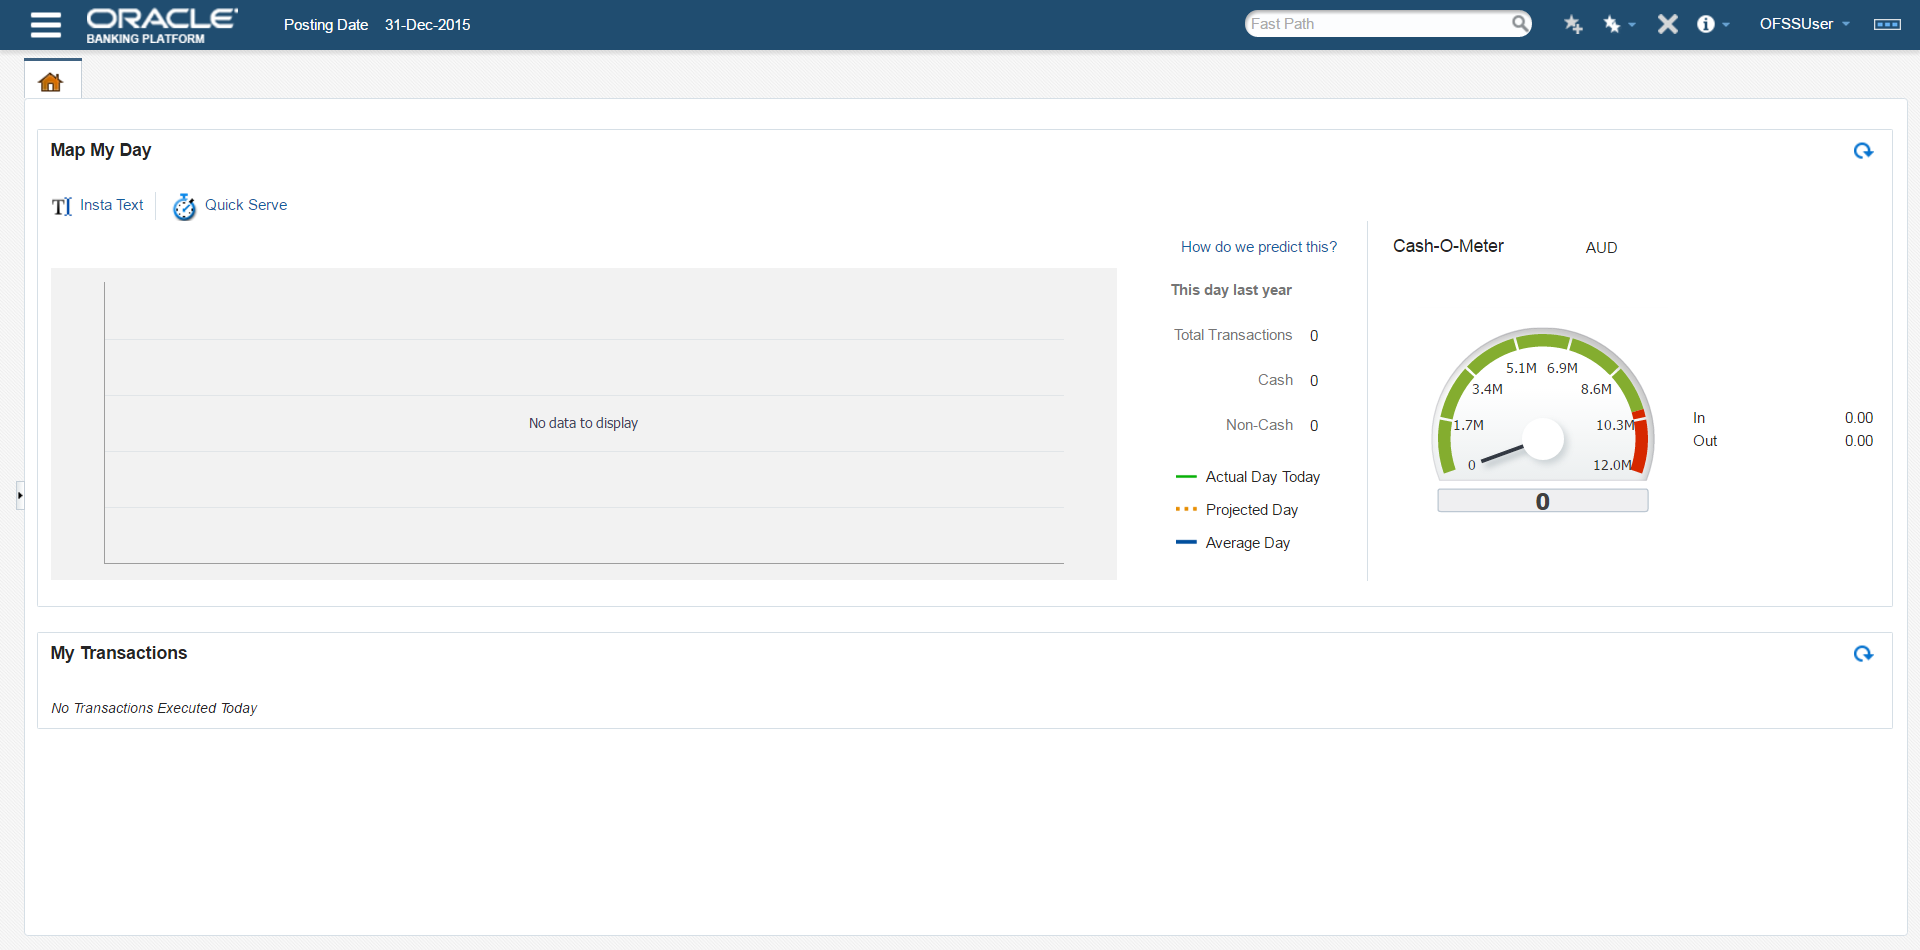 ORACLE
BANKING PLATFORM
Posting Date 31-Dec-2015
Fast Path
OFSSUser
Map My Day
Insta Text
Quick Serve
How do we predict this?
This day last year
Total Transactions 0
Cash 0
Non-Cash 0
Actual Day Today
Projected Day
Average Day
No data to display
Cash-O-Meter AUD
5.1M 6.9M
3.4M 8.6M
1.7M 10.3M
0 12.0M
0
In 0.00
Out 0.00
My Transactions
No Transactions Executed Today